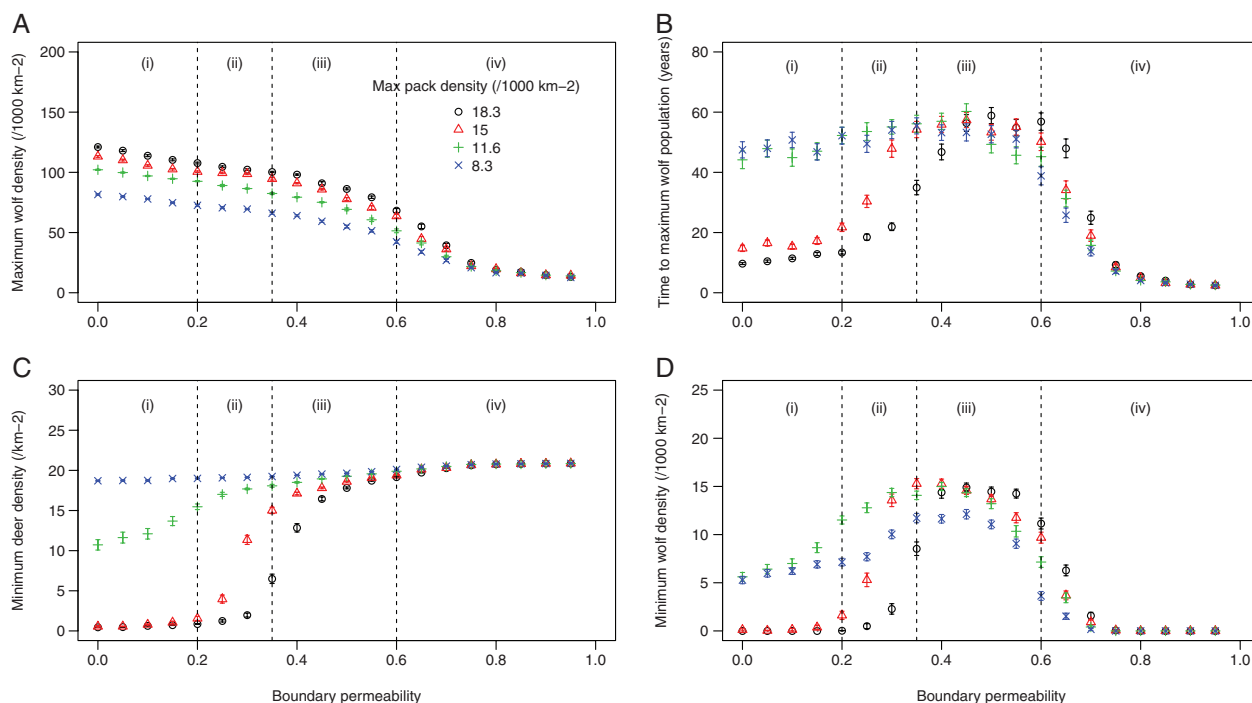 A
Maximum wolf density (/1000 km−2)
200
150
100
50
0
(i)
(ii)
(iii)
(iv)
Max pack density (/1000 km−2)
18.3
15
11.6
8.3
0.0
0.2
0.4
0.6
0.8
1.0
B
Time to maximum wolf population (years)
80
60
40
20
0
(i)
(ii)
(iii)
(iv)
0.0
0.2
0.4
0.6
0.8
1.0
C
Minimum deer density (/km−2)
30
25
20
15
10
5
0
(i)
(ii)
(iii)
(iv)
0.0
0.2
0.4
0.6
0.8
1.0
Boundary permeability
D
Minimum wolf density (/1000 km−2)
25
20
15
10
5
0
(i)
(ii)
(iii)
(iv)
0.0
0.2
0.4
0.6
0.8
1.0
Boundary permeability